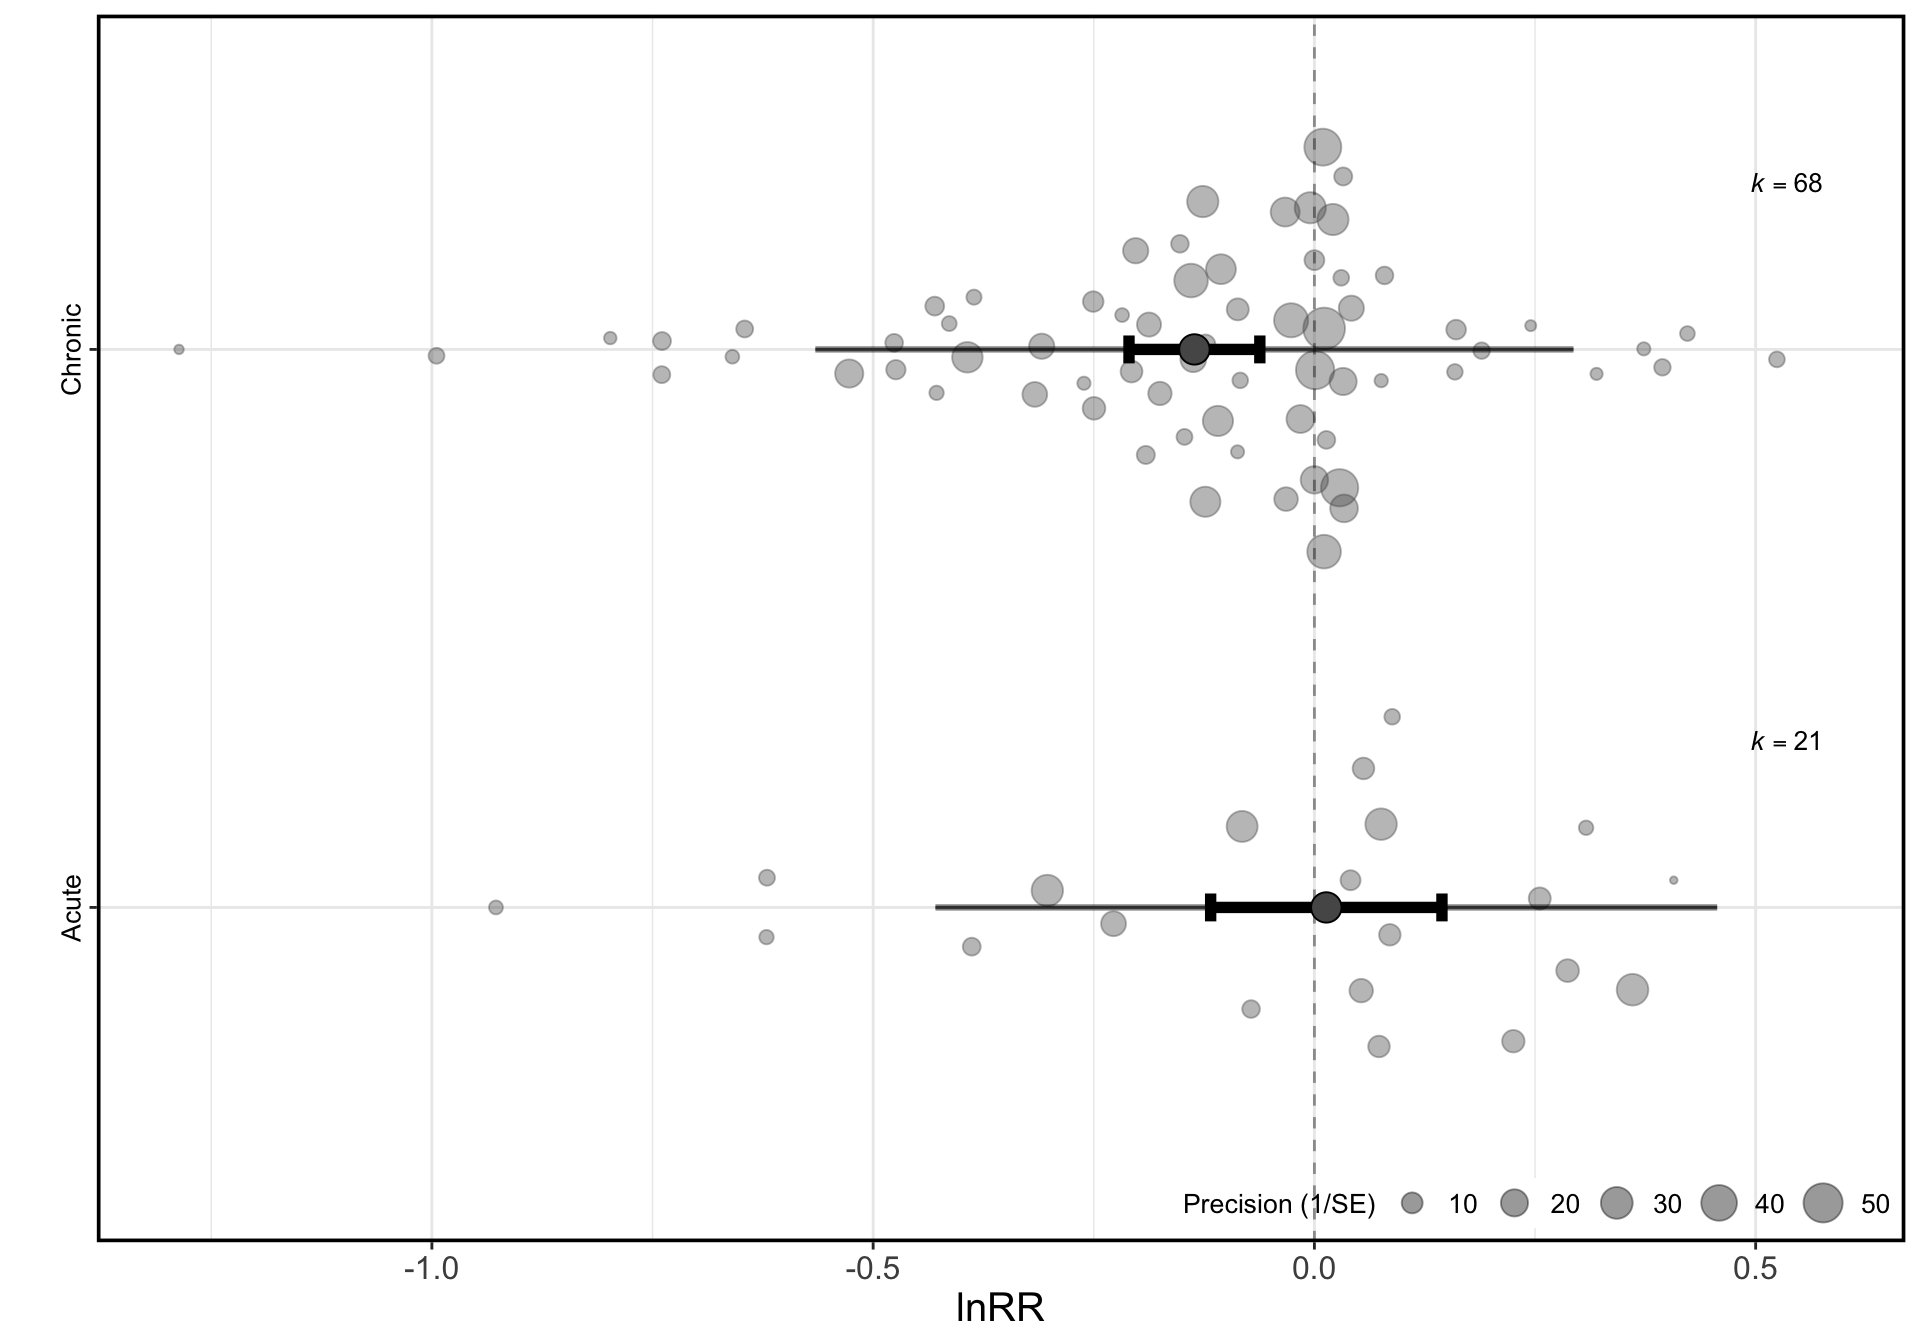 k = 68
Chronic
k = 21
Acute
Precision (1/SE) 10 20 30 40 50
-1.0 -0.5 0.0 0.5
lnRR